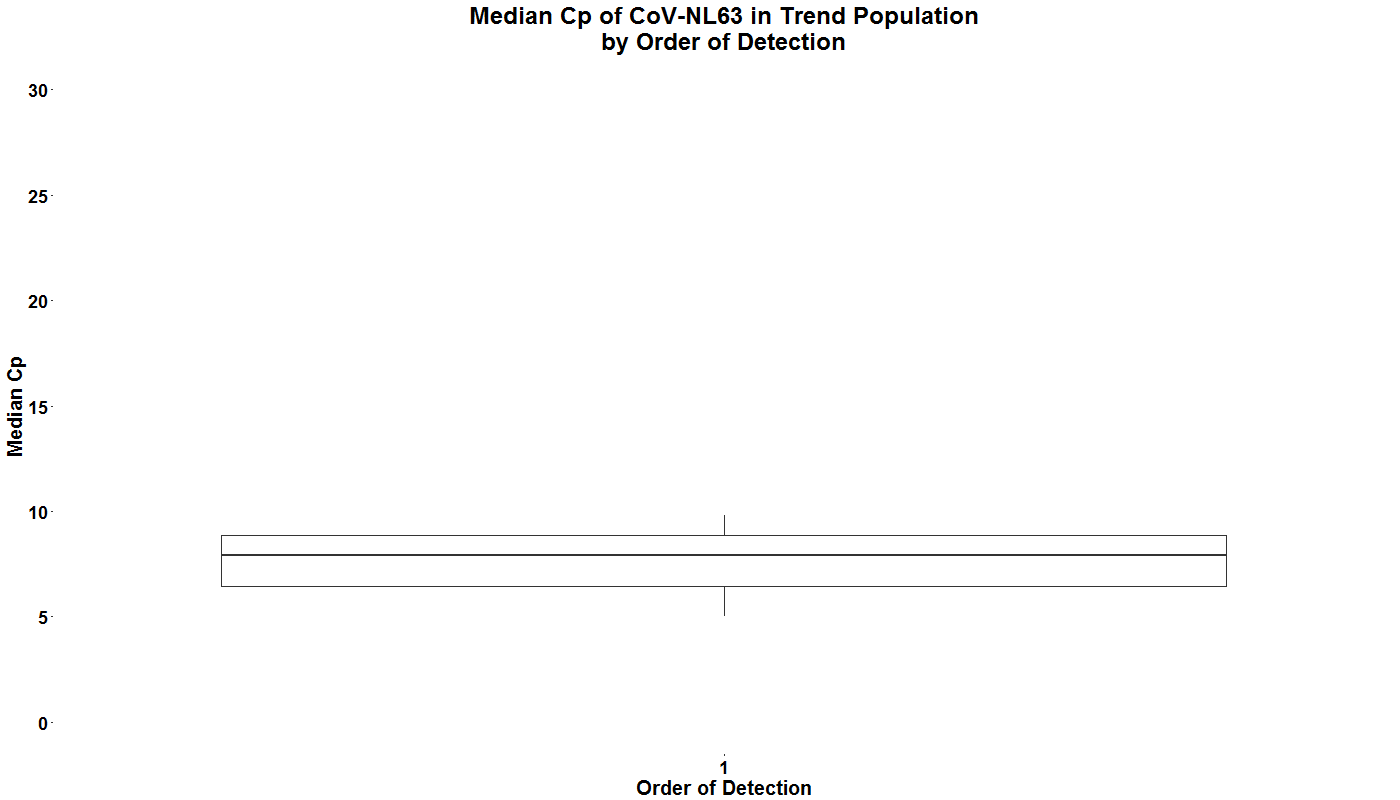 Median Cp of CoV-NL63 in Trend Population
by Order of Detection
30
25
20
15
10
5
0
Median Cp
1
Order of Detection